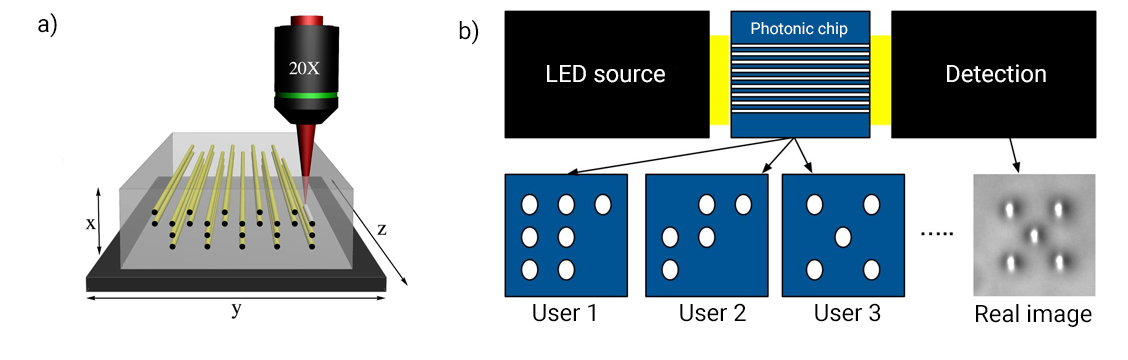 a)
20X
x
y
z
b)
LED source
Photonic chip
Detection
User 1
User 2
User 3
.....
Real image